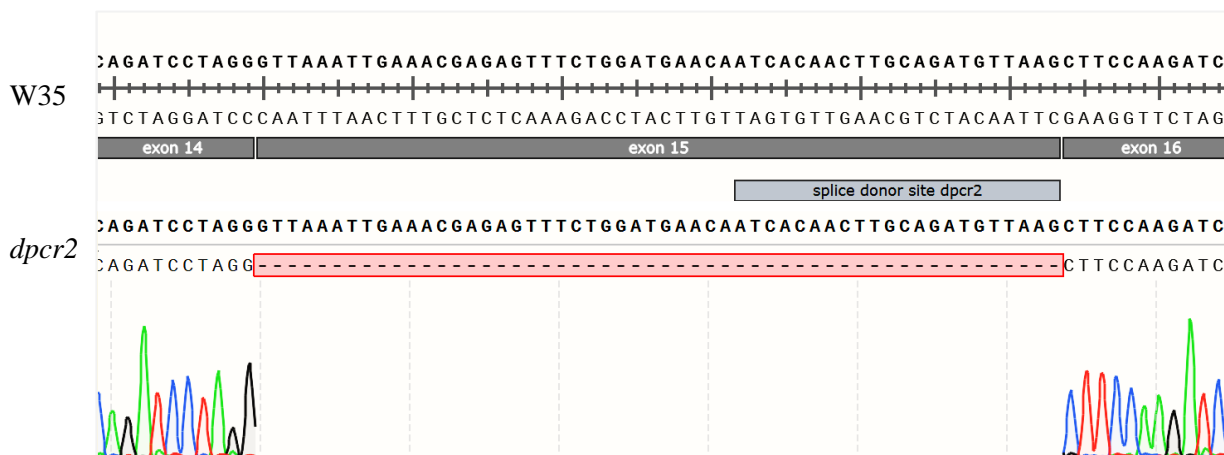 CAGATCCTAGGGTTAAATTGAAACGAGAGTTTCTGGATGAACAATCACAACTTGCAGATGTTAAGCTTCCAAGATC
W35
GTCTAGGATCCCAATTTAACTTTGCTCTCAAAGACCTACTTGTTAGTGTTGAACGTCTACAATTCGAAGGTTCTAG
exon 14 exon 15 exon 16
splice donor site dpcr2
CAGATCCTAGGGTTAAATTGAAACGAGAGTTTCTGGATGAACAATCACAACTTGCAGATGTTAAGCTTCCAAGATC
dpcr2
CAGATCCTAGG------------------------------------------------------CTTCCAAGATC